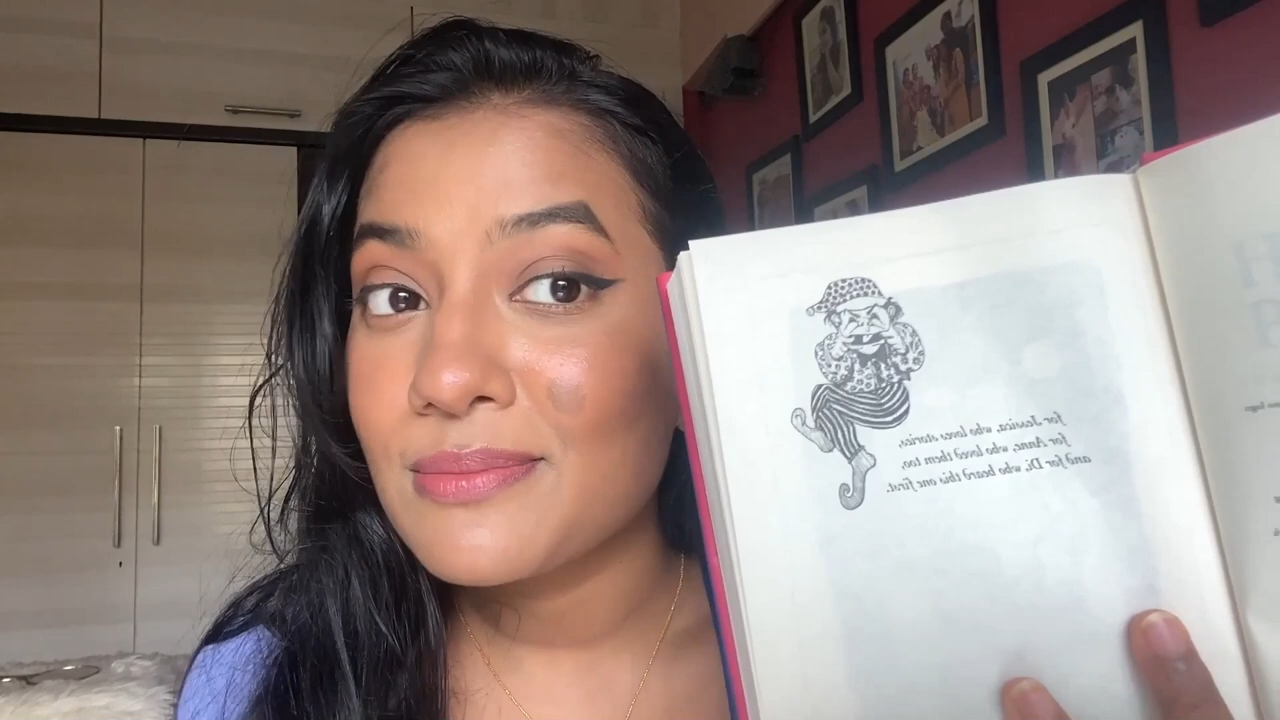 for Jessica, who loves stories,
for Anne, who loved them too,
and for Di, who heard this one first.